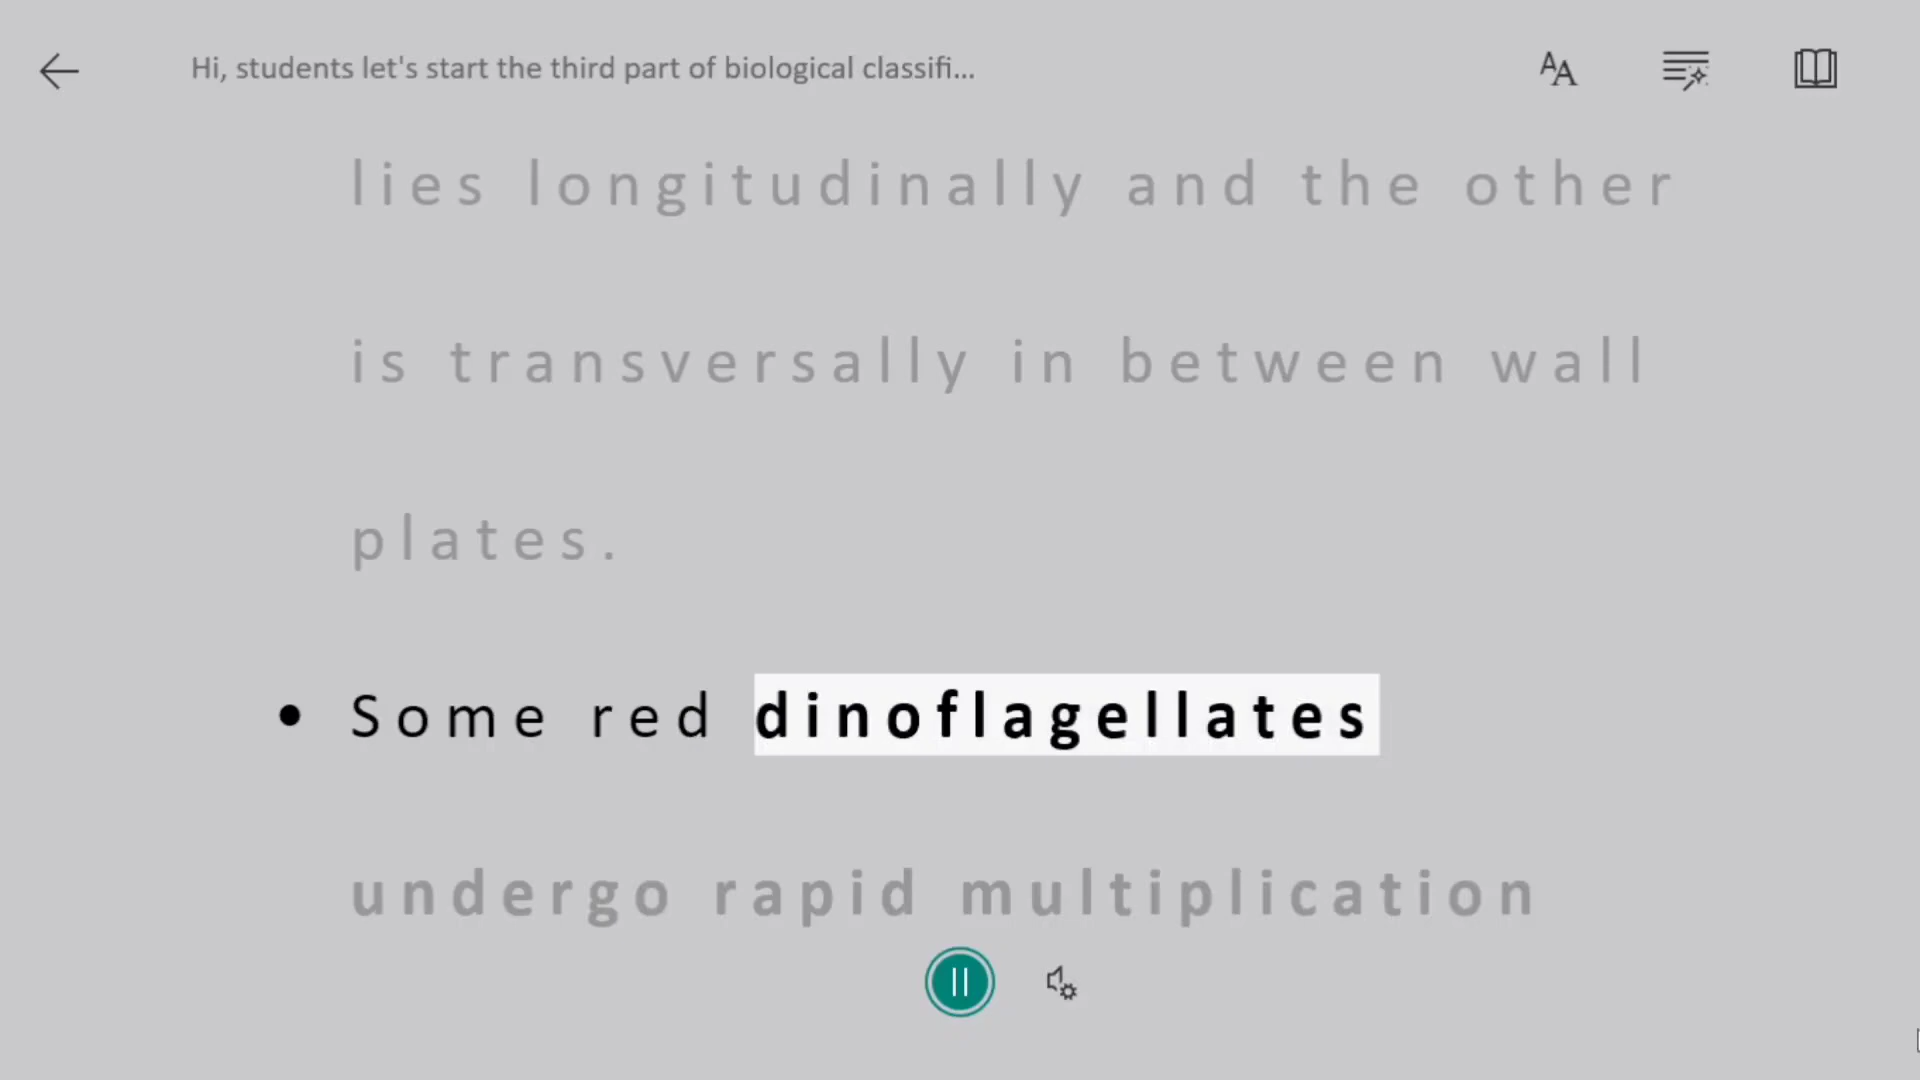 Hi, students let's start the third part of biological classifi...
lies longitudinally and the other
is transversally in between wall
plates.
• Some red dinoflagellates
undergo rapid multiplication